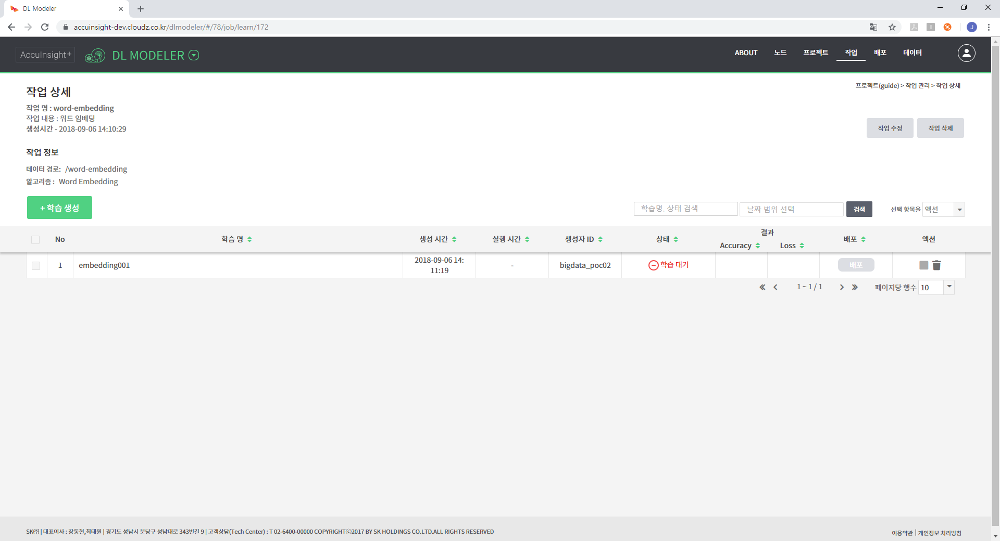 DL Modeler
accuinsight-dev.cloudz.co.kr/dlmodeler/#/78/job/learn/172
J
AccuInsight+
DL MODELER
ABOUT 노드 프로젝트 작업 배포 데이터
작업 상세
프로젝트(guide) > 작업 관리 > 작업 상세
작업 명 : word-embedding
작업 내용 : 워드 임베딩
생성시간 - 2018-09-06 14:10:29
작업 수정 작업 삭제
작업 정보
데이터 경로: /word-embedding
알고리즘 : Word Embedding
+ 학습 생성
학습명, 상태 검색 날짜 범위 선택 검색 선택 항목을 액션
No 학습 명 생성 시간 실행 시간 생성자 ID 상태 결과 배포 액션
Accuracy Loss
1 embedding001 2018-09-06 14: - bigdata_poc02 학습 대기 배포
11:19
« ‹ 1 ~ 1 / 1 › » 페이지당 행수 10
SK㈜ | 대표이사 : 장동현,최태원 | 경기도 성남시 분당구 성남대로 343번길 9 | 고객상담(Tech Center) : T 02-6400-00000 COPYRIGHTⓒ2017 BY SK HOLDINGS CO.LTD.ALL RIGHTS RESERVED
이용약관 | 개인정보 처리방침